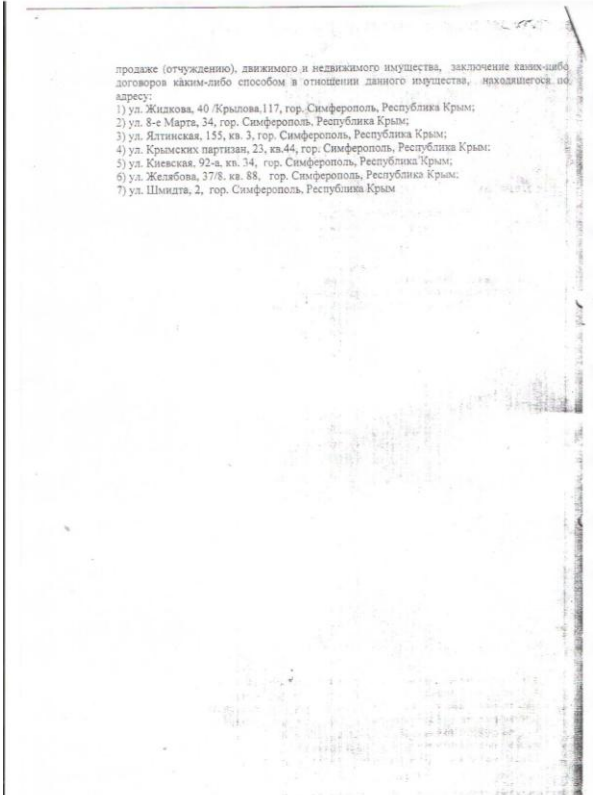 продаже (отчуждению), движимого и недвижимого имущества, заключение каких-либо
договоров каким-либо способом в отношении данного имущества, находящегося по
адресу:
1) ул. Жидкова, 40 /Крылова,117, гор. Симферополь, Республика Крым;
2) ул. 8-е Марта, 34, гор. Симферополь, Республика Крым;
3) ул. Ялтинская, 155, кв. 3, гор. Симферополь, Республика Крым;
4) ул. Крымских партизан, 23, кв.44, гор. Симферополь, Республика Крым;
5) ул. Киевская, 92-а, кв. 34, гор. Симферополь, Республика Крым;
6) ул. Желябова, 37/8. кв. 88, гор. Симферополь, Республика Крым;
7) ул. Шмидта, 2, гор. Симферополь, Республика Крым